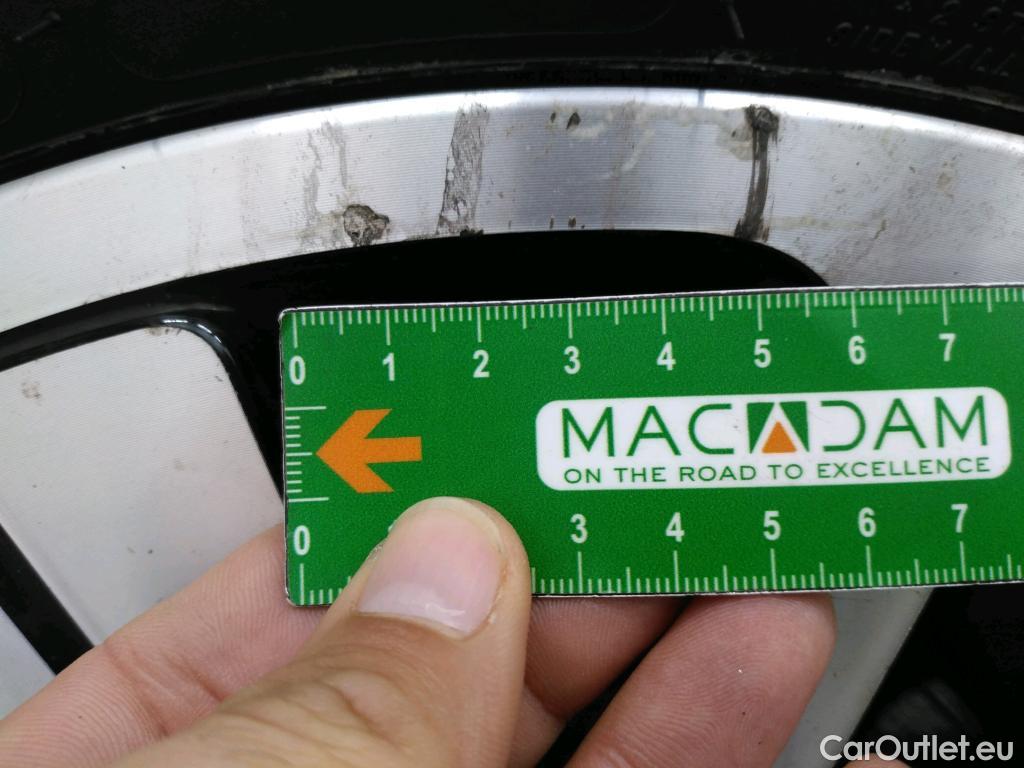 SIDEWALL
0 1 2 3 4 5 6 7
MACADAM
ON THE ROAD TO EXCELLENCE
0 3 4 5 6 7
CarOutlet.eu